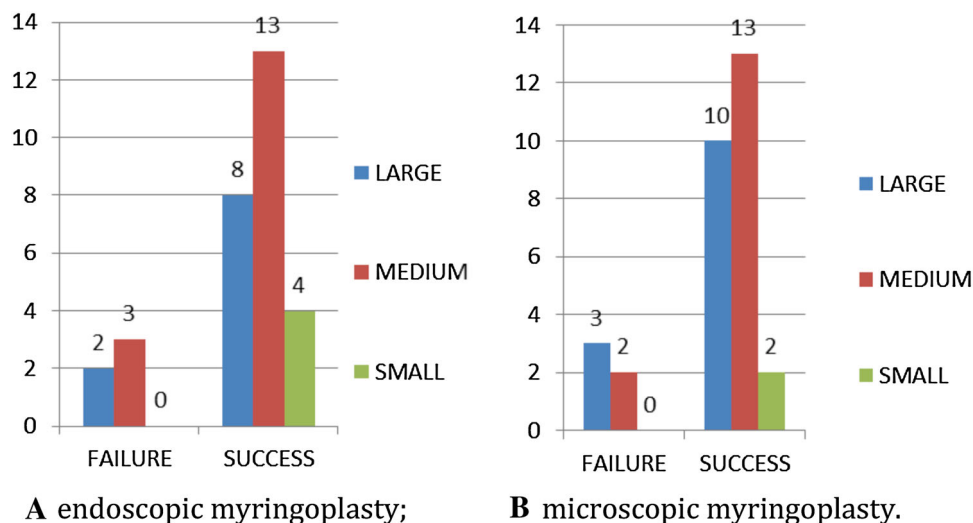 14
12
10
8
6
4
2
0
2
3
0
8
13
4
FAILURE
SUCCESS
LARGE
MEDIUM
SMALL
A endoscopic myringoplasty;
14
12
10
8
6
4
2
0
3
2
0
10
13
2
FAILURE
SUCCESS
LARGE
MEDIUM
SMALL
B microscopic myringoplasty.